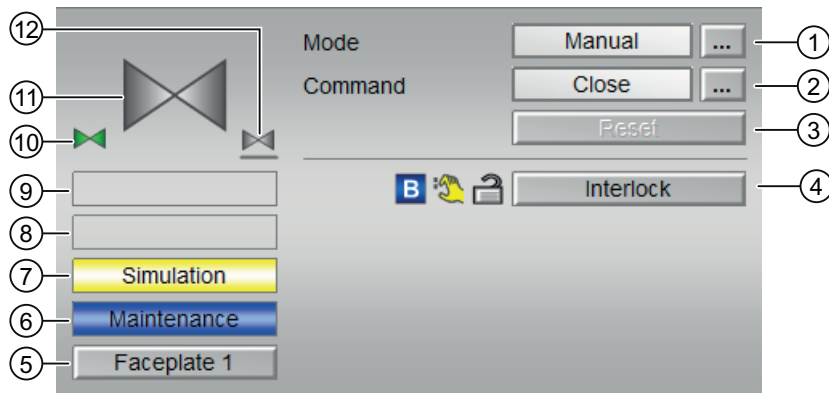 12
Mode Manual ... 1
11
Command Close ... 2
10
Reset 3
9
B Interlock 4
8
7 Simulation
6 Maintenance
5 Faceplate 1